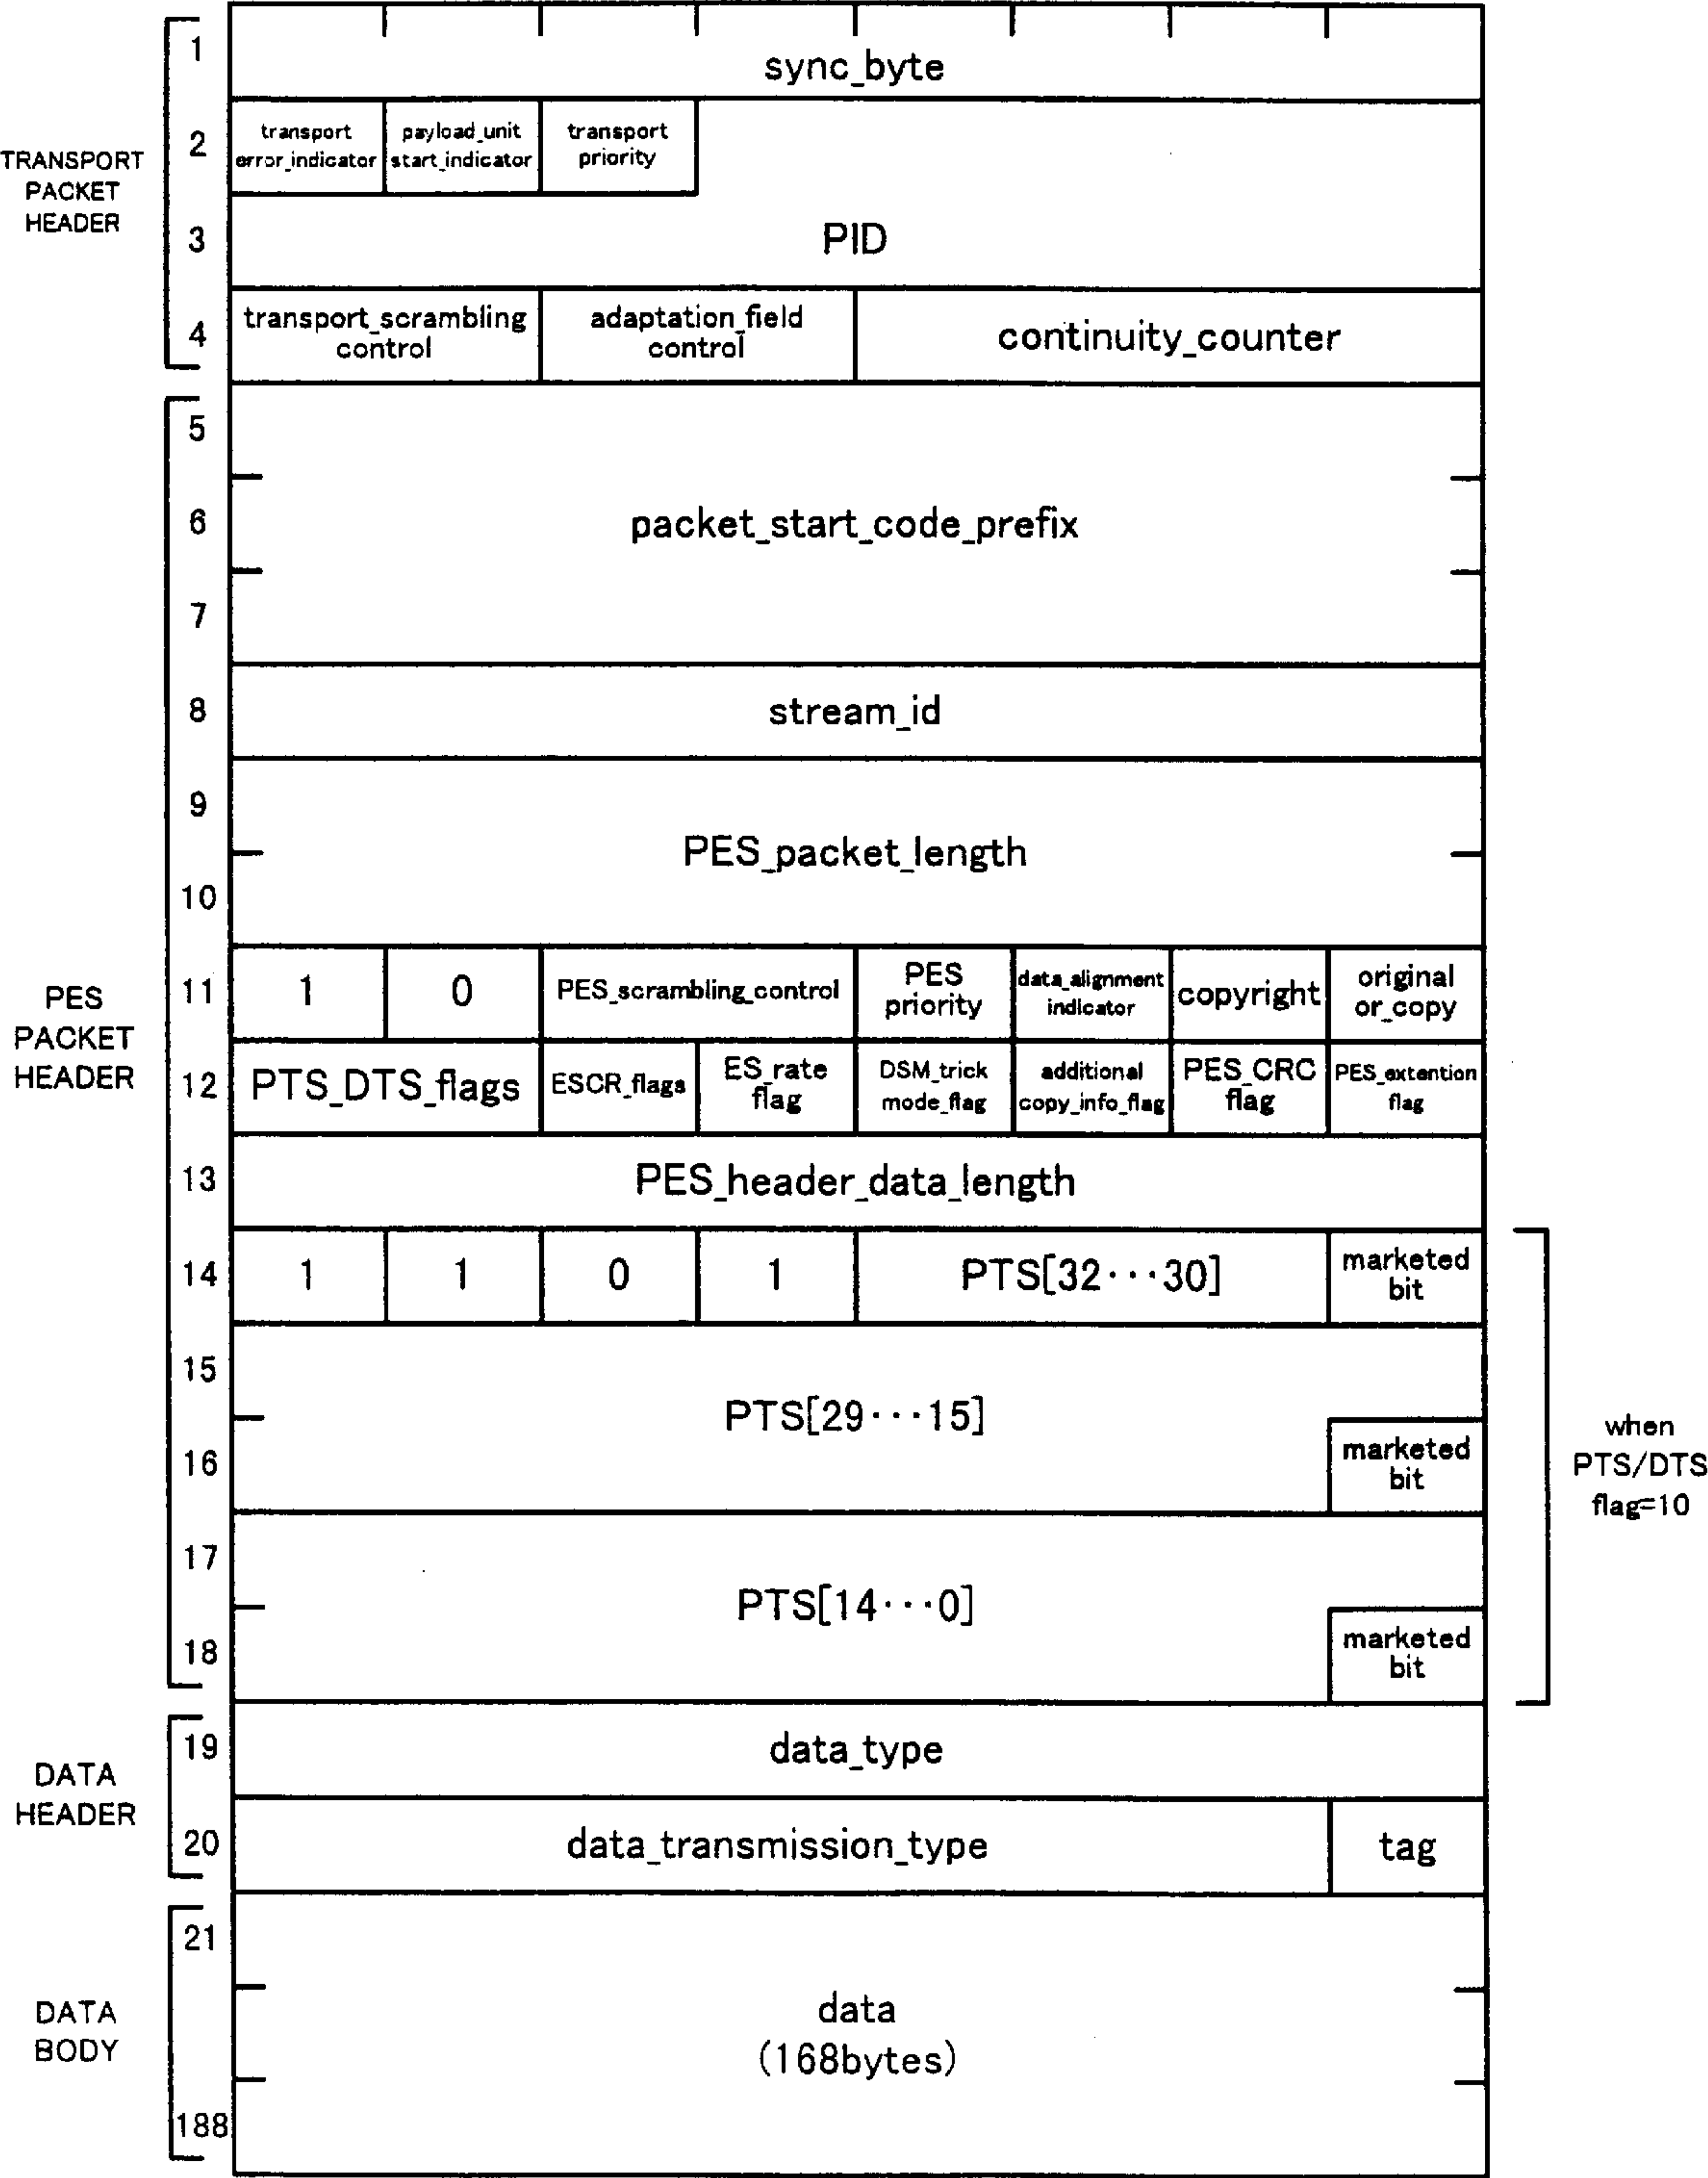 1
sync_byte
TRANSPORT
PACKET
HEADER
2
transport
error_indicator
payload_unit
start_indicator
transport
priority
3
PID
4
transport_scrambling
control
adaptation_field
control
continuity_counter
5
6
packet_start_code_prefix
7
8
stream_id
9
PES_packet_length
10
PES
PACKET
HEADER
11
1
0
PES_scrambling_control
PES
priority
data_alignment
indicator
copyright
original
or_copy
12
PTS_DTS_flags
ESCR_flags
ES_rate
flag
DSM_trick
mode_flag
additional
copy_info_flag
PES_CRC
flag
PES_extention
flag
13
PES_header_data_length
14
1
1
0
1
PTS[32···30]
marketed
bit
15
PTS[29···15]
16
marketed
bit
when
PTS/DTS
flag=10
17
PTS[14···0]
18
marketed
bit
DATA
HEADER
19
data_type
20
data_transmission_type
tag
DATA
BODY
21
data
(168bytes)
188